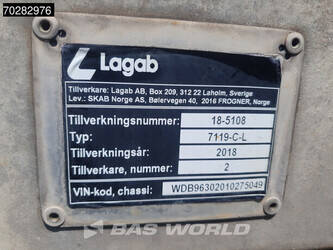 70282976
Lagab
Tillverkare: Lagab AB, Box 209, 312 22 Laholm, Sverige
Lev.: SKAB Norge AS, Bølervegen 40, 2016 FROGNER, Norge
Tillverkningsnummer: 18-5108
Typ: 7119-C-L
Tillverkningsår: 2018
Tillverkare, nummer: 2
VIN-kod, chassi: WDB96302010275049
BAS WORLD